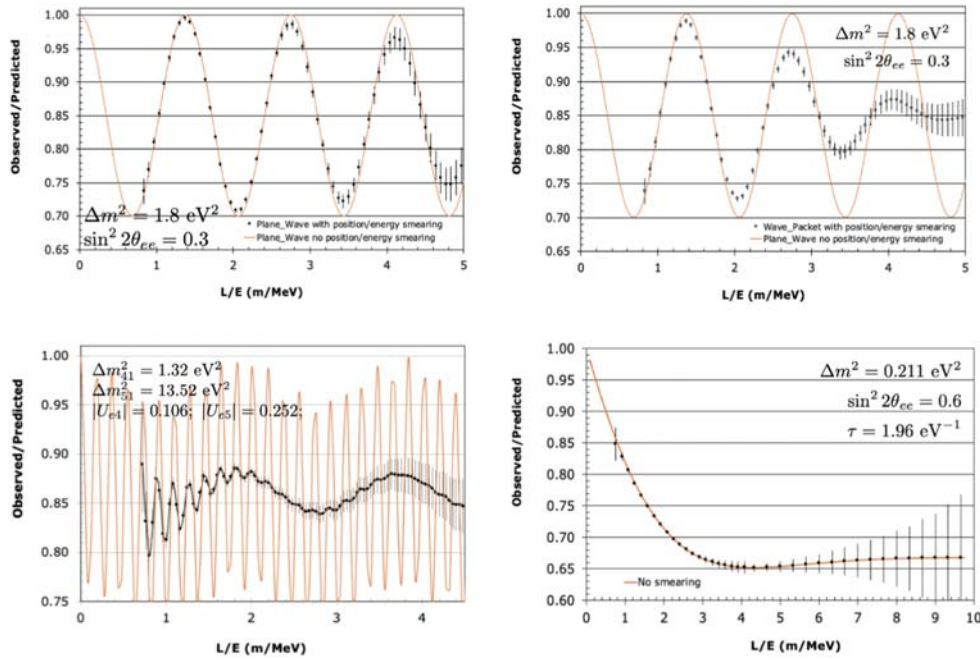 1.00
0.95
0.90
0.85
0.80
0.75
0.70
0.65
Observed/Predicted
Δm² = 1.8 eV²
sin² 2θee = 0.3
Plane_Wave with position/energy smearing
Plane_Wave no position/energy smearing
0 1 2 3 4 5
L/E (m/MeV)
1.00
0.95
0.90
0.85
0.80
0.75
0.70
0.65
Observed/Predicted
Δm² = 1.8 eV²
sin² 2θee = 0.3
Wave_Packet with position/energy smearing
Plane_Wave no position/energy smearing
0 1 2 3 4 5
L/E (m/MeV)
1.00
0.95
0.90
0.85
0.80
0.75
Observed/Predicted
Δm²41 = 1.32 eV²
Δm²51 = 13.52 eV²
|Ue4| = 0.106; |Ue5| = 0.252;
0 1 2 3 4
L/E (m/MeV)
1.00
0.95
0.90
0.85
0.80
0.75
0.70
0.65
0.60
Observed/Predicted
Δm² = 0.211 eV²
sin² 2θee = 0.6
τ = 1.96 eV⁻¹
No smearing
0 1 2 3 4 5 6 7 8 9 10
L/E (m/MeV)